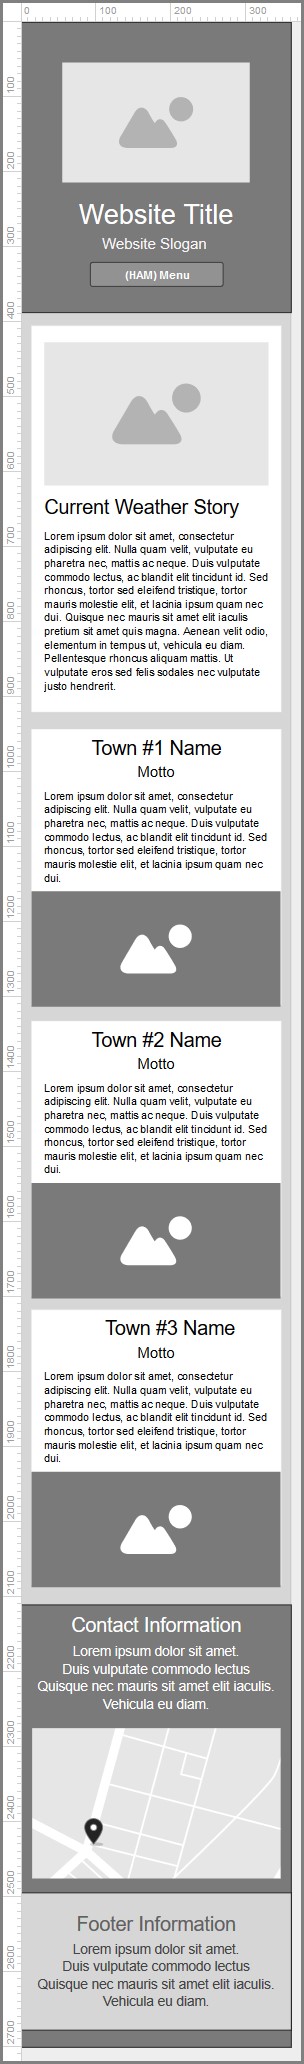 0 100 200 300
100
200
300
400
500
600
700
800
900
1000
1100
1200
1300
1400
1500
1600
1700
1800
1900
2000
2100
2200
2300
2400
2500
2600
2700
Website Title
Website Slogan
(HAM) Menu
Current Weather Story
Lorem ipsum dolor sit amet, consectetur
adipiscing elit. Nulla quam velit, vulputate eu
pharetra nec, mattis ac neque. Duis vulputate
commodo lectus, ac blandit elit tincidunt id. Sed
rhoncus, tortor sed eleifend tristique, tortor
mauris molestie elit, et lacinia ipsum quam nec
dui. Quisque nec mauris sit amet elit iaculis
pretium sit amet quis magna. Aenean velit odio,
elementum in tempus ut, vehicula eu diam.
Pellentesque rhoncus aliquam mattis. Ut
vulputate eros sed felis sodales nec vulputate
justo hendrerit.
Town #1 Name
Motto
Lorem ipsum dolor sit amet, consectetur
adipiscing elit. Nulla quam velit, vulputate eu
pharetra nec, mattis ac neque. Duis vulputate
commodo lectus, ac blandit elit tincidunt id. Sed
rhoncus, tortor sed eleifend tristique, tortor
mauris molestie elit, et lacinia ipsum quam nec
dui.
Town #2 Name
Motto
Lorem ipsum dolor sit amet, consectetur
adipiscing elit. Nulla quam velit, vulputate eu
pharetra nec, mattis ac neque. Duis vulputate
commodo lectus, ac blandit elit tincidunt id. Sed
rhoncus, tortor sed eleifend tristique, tortor
mauris molestie elit, et lacinia ipsum quam nec
dui.
Town #3 Name
Motto
Lorem ipsum dolor sit amet, consectetur
adipiscing elit. Nulla quam velit, vulputate eu
pharetra nec, mattis ac neque. Duis vulputate
commodo lectus, ac blandit elit tincidunt id. Sed
rhoncus, tortor sed eleifend tristique, tortor
mauris molestie elit, et lacinia ipsum quam nec
dui.
Contact Information
Lorem ipsum dolor sit amet.
Duis vulputate commodo lectus
Quisque nec mauris sit amet elit iaculis.
Vehicula eu diam.
Footer Information
Lorem ipsum dolor sit amet.
Duis vulputate commodo lectus
Quisque nec mauris sit amet elit iaculis.
Vehicula eu diam.